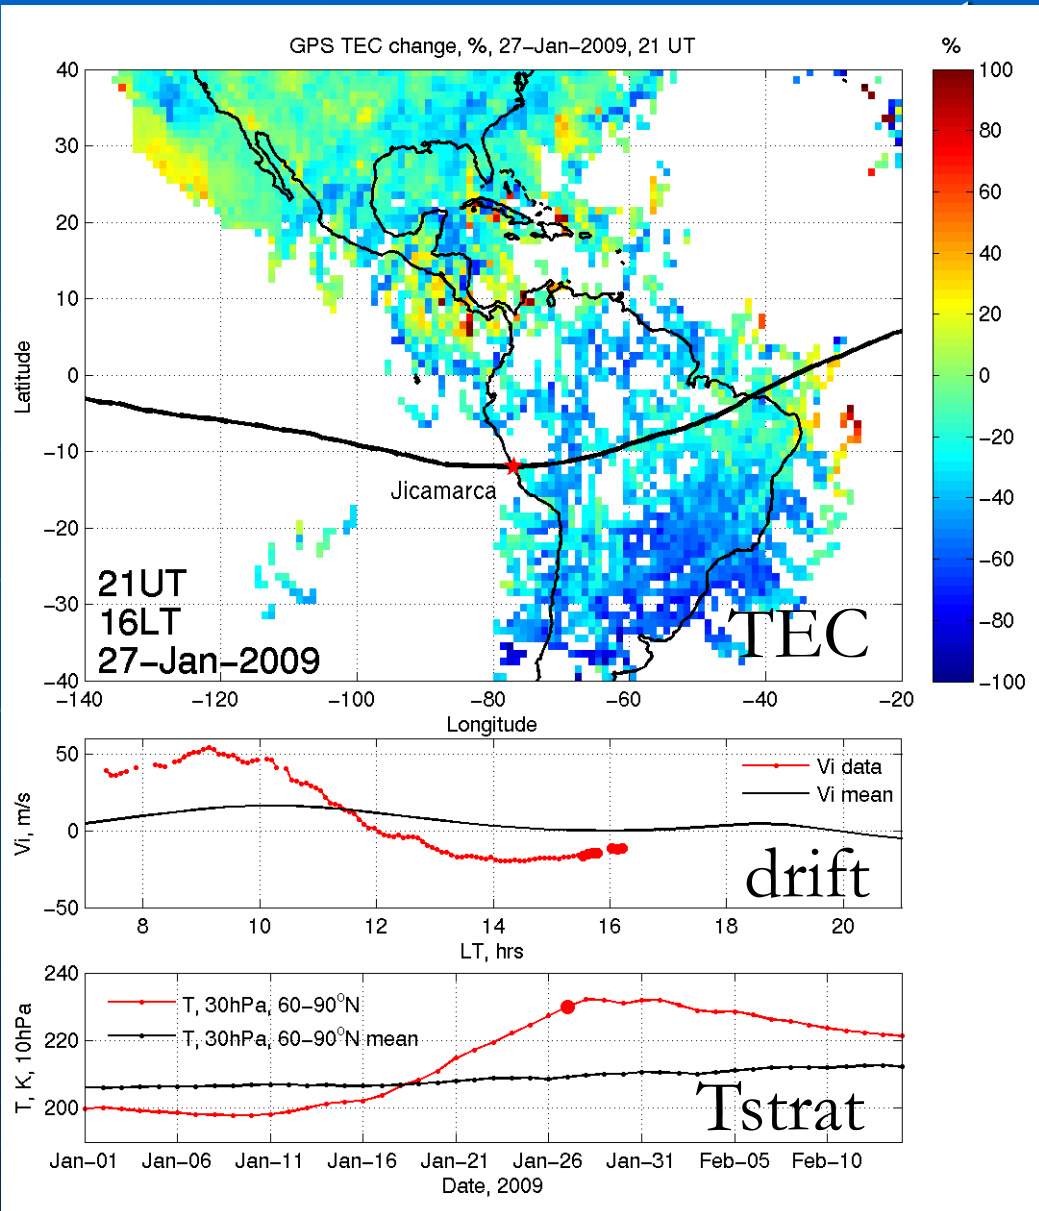 GPS TEC change, %, 27−Jan−2009, 21 UT
%
40
30
20
10
0
−10
−20
−30
−40
Latitude
100
80
60
40
20
0
−20
−40
−60
−80
−100
Jicamarca
21UT
16LT
27−Jan−2009
TEC
−140 −120 −100 −80 −60 −40 −20
Longitude
50
0
−50
Vi, m/s
Vi data
Vi mean
drift
8 10 12 14 16 18 20
LT, hrs
240
220
200
T, K, 10hPa
T, 30hPa, 60−90°N
T, 30hPa, 60−90°N mean
Tstrat
Jan−01 Jan−06 Jan−11 Jan−16 Jan−21 Jan−26 Jan−31 Feb−05 Feb−10
Date, 2009